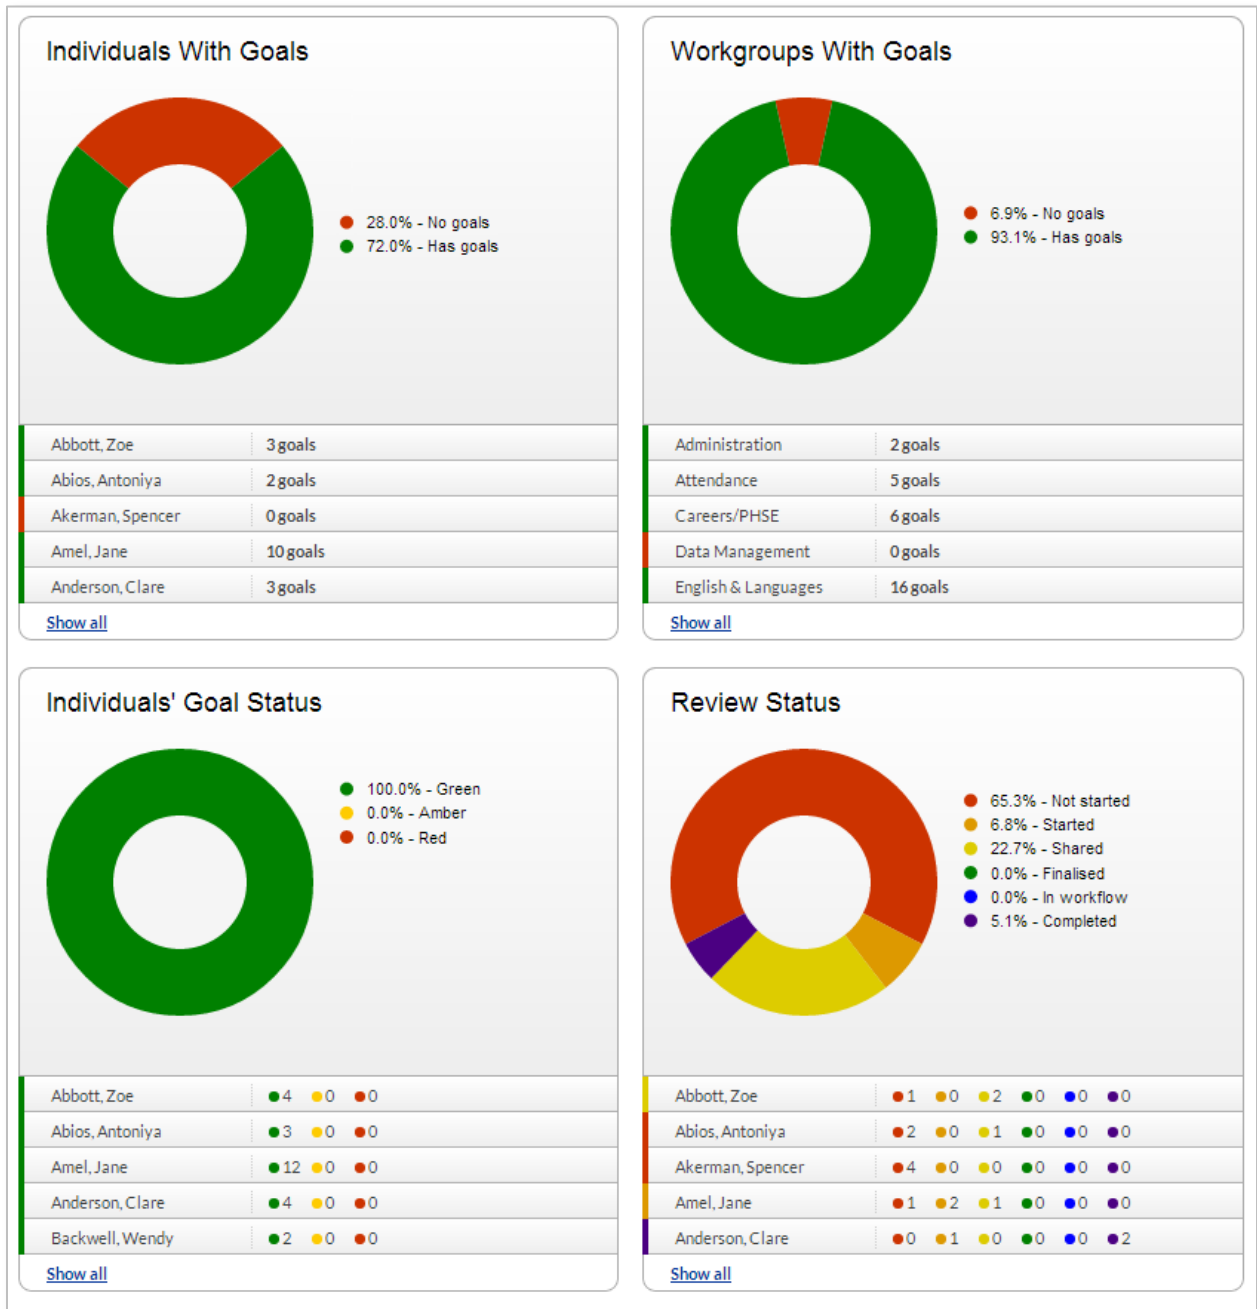 Individuals With Goals
28.0% - No goals
72.0% - Has goals
Abbott, Zoe 3 goals
Abios, Antoniya 2 goals
Akerman, Spencer 0 goals
Amel, Jane 10 goals
Anderson, Clare 3 goals
Show all
Workgroups With Goals
6.9% - No goals
93.1% - Has goals
Administration 2 goals
Attendance 5 goals
Careers/PHSE 6 goals
Data Management 0 goals
English & Languages 16 goals
Show all
Individuals' Goal Status
100.0% - Green
0.0% - Amber
0.0% - Red
Abbott, Zoe 4 0 0
Abios, Antoniya 3 0 0
Amel, Jane 12 0 0
Anderson, Clare 4 0 0
Backwell, Wendy 2 0 0
Show all
Review Status
65.3% - Not started
6.8% - Started
22.7% - Shared
0.0% - Finalised
0.0% - In workflow
5.1% - Completed
Abbott, Zoe 1 0 2 0 0 0
Abios, Antoniya 2 0 1 0 0 0
Akerman, Spencer 4 0 0 0 0 0
Amel, Jane 1 2 1 0 0 0
Anderson, Clare 0 1 0 0 0 2
Show all